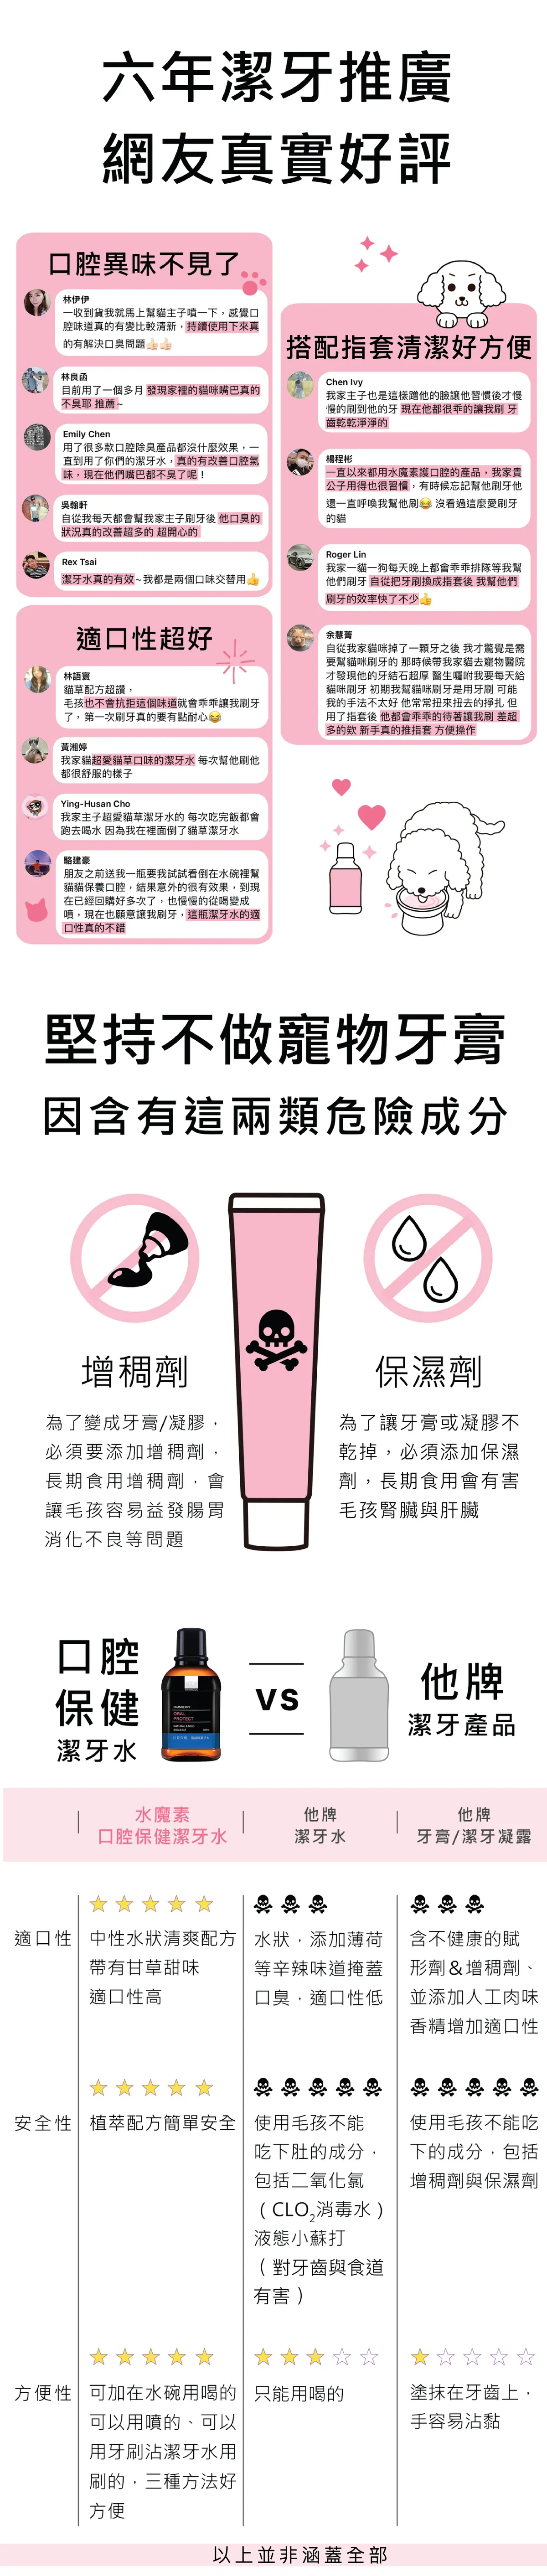 六年潔牙推廣
網友真實好評
口腔異味不見了
林伊伊
一收到貨我就馬上幫貓主子噴一下，感覺口
腔味道真的有變比較清新，持續使用下來真
的有解決口臭問題👍🏻👍🏻
林良函
目前用了一個多月 發現家裡的貓咪嘴巴真的
不臭耶 推薦~
Emily Chen
用了很多款口腔除臭產品都沒什麼效果，一
直到用了你們的潔牙水，真的有改善口腔氣
味，現在他們嘴巴都不臭了呢！
吳翰軒
自從我每天都會幫我家主子刷牙後 他口臭的
狀況真的改善超多的 超開心的
Rex Tsai
潔牙水真的有效~我都是兩個口味交替用👍
適口性超好
林語寰
貓草配方超讚，
毛孩也不會抗拒這個味道就會乖乖讓我刷牙
了，第一次刷牙真的要有點耐心😂
黃湘婷
我家貓超愛貓草口味的潔牙水 每次幫他刷他
都很舒服的樣子
Ying-Husan Cho
我家主子超愛貓草潔牙水的 每次吃完飯都會
跑去喝水 因為我在裡面倒了貓草潔牙水
駱建豪
朋友之前送我一瓶要我試試看倒在水碗裡幫
貓貓保養口腔，結果意外的很有效果，到現
在已經回購好多次了，也慢慢的從喝變成
噴，現在也願意讓我刷牙，這瓶潔牙水的適
口性真的不錯
搭配指套清潔好方便
Chen Ivy
我家主子也是這樣蹭他的臉讓他習慣後才慢
慢的刷到他的牙 現在他都很乖的讓我刷 牙
齒乾乾淨淨的
楊程彬
一直以來都用水魔素護口腔的產品，我家貴
公子用得也很習慣，有時候忘記幫他刷牙他
還一直呼喚我幫他刷😂 沒看過這麼愛刷牙
的貓
Roger Lin
我家一貓一狗每天晚上都會乖乖排隊等我幫
他們刷牙 自從把牙刷換成指套後 我幫他們
刷牙的效率快了不少👍
余慧菁
自從我家貓咪掉了一顆牙之後 我才驚覺是需
要幫貓咪刷牙的 那時候帶我家貓去寵物醫院
才發現他的牙結石超厚 醫生囑咐我要每天給
貓咪刷牙 初期我幫貓咪刷牙是用牙刷 可能
我的手法不太好 他常常扭來扭去的掙扎 但
用了指套後 他都會乖乖的待著讓我刷 差超
多的欸 新手真的推指套 方便操作
堅持不做寵物牙膏
因含有這兩類危險成分
增稠劑
為了變成牙膏/凝膠，
必須要添加增稠劑，
長期食用增稠劑，會
讓毛孩容易益發腸胃
消化不良等問題
保濕劑
為了讓牙膏或凝膠不
乾掉，必須添加保濕
劑，長期食用會有害
毛孩腎臟與肝臟
口腔
保健
潔牙水
ORAL
PROTECT
VS
他牌
潔牙產品
水魔素
口腔保健潔牙水
他牌
潔牙水
他牌
牙膏/潔牙凝露
適口性
中性水狀清爽配方
帶有甘草甜味
適口性高
水狀，添加薄荷
等辛辣味道掩蓋
口臭，適口性低
含不健康的賦
形劑＆增稠劑、
並添加人工肉味
香精增加適口性
安全性
植萃配方簡單安全
使用毛孩不能
吃下肚的成分，
包括二氧化氯
（CLO₂消毒水）
液態小蘇打
（對牙齒與食道
有害）
使用毛孩不能吃
下的成分，包括
增稠劑與保濕劑
方便性
可加在水碗用喝的
可以用噴的、可以
用牙刷沾潔牙水用
刷的，三種方法好
方便
只能用喝的
塗抹在牙齒上，
手容易沾黏
以上並非涵蓋全部